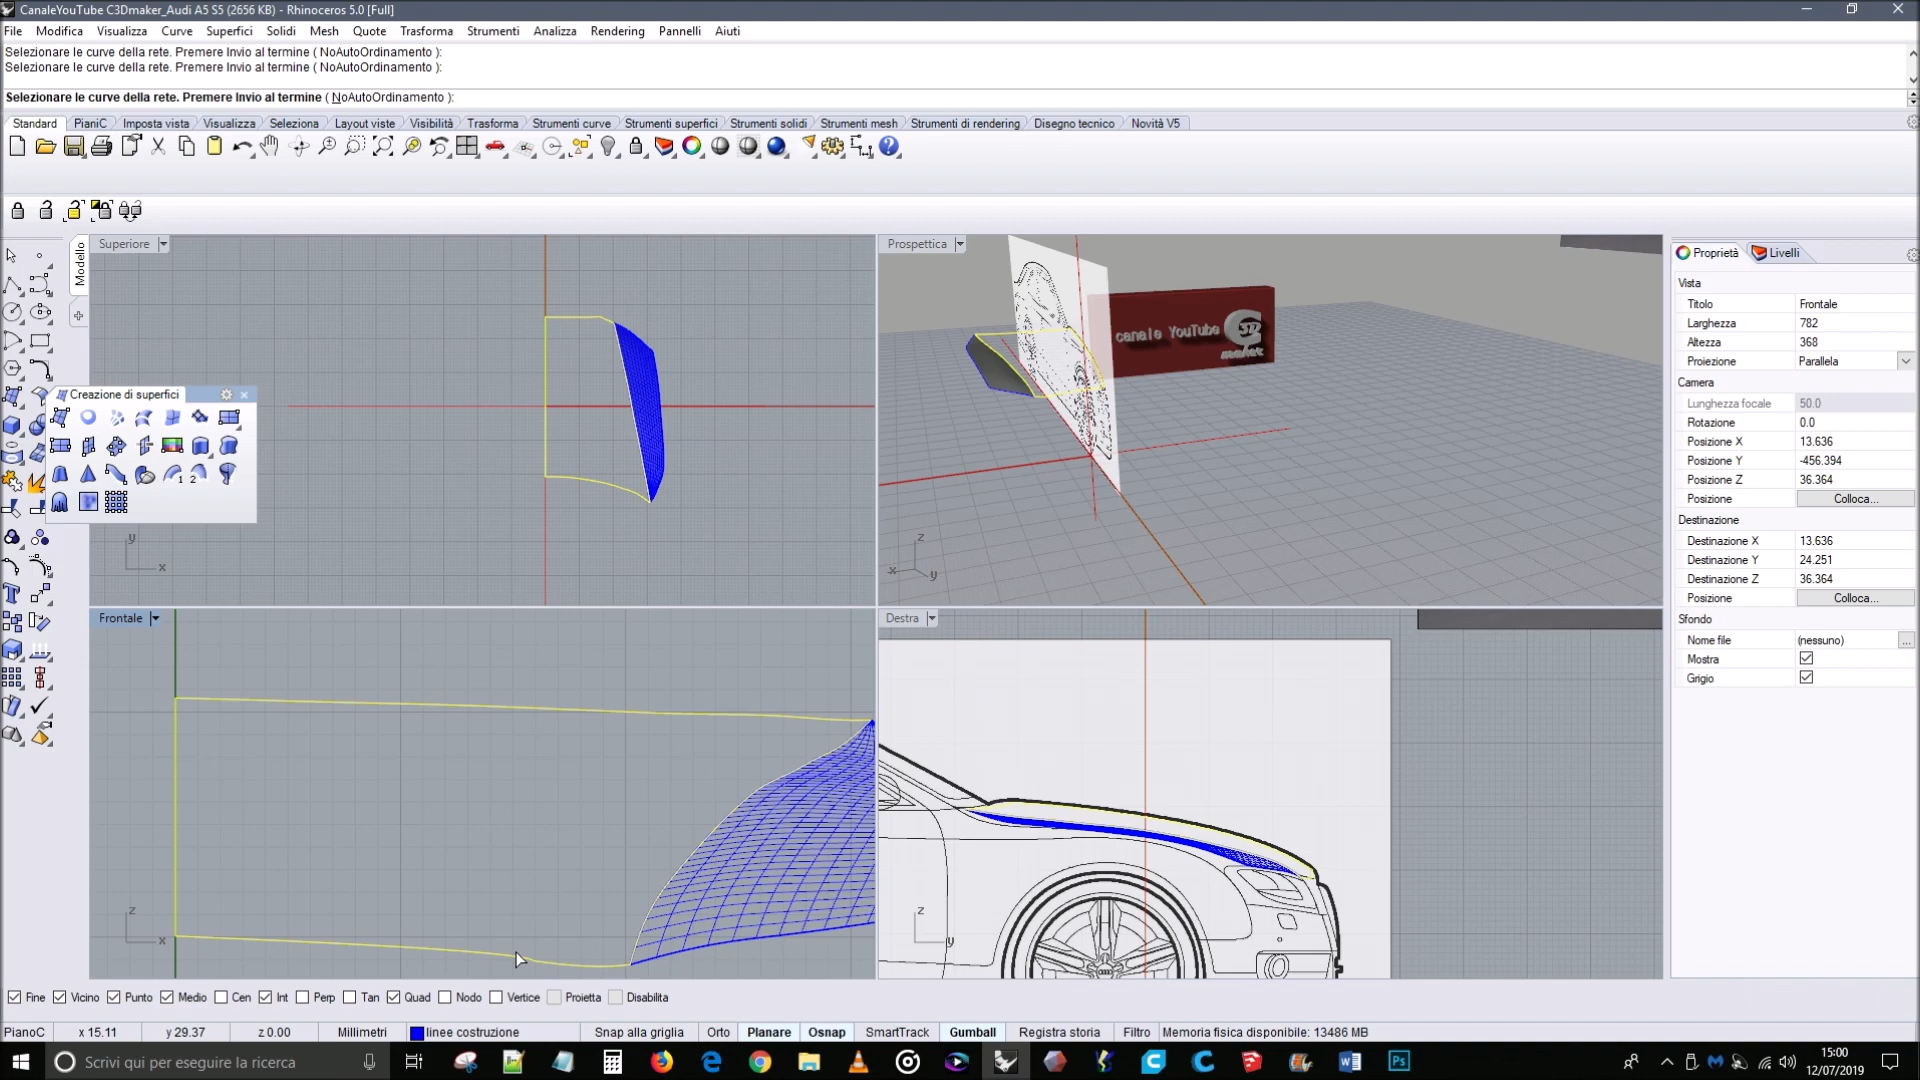 CanaleYouTube C3Dmaker_Audi A5 S5 (2656 KB) - Rhinoceros 5.0 [Full]
File Modifica Visualizza Curve Superfici Solidi Mesh Quote Trasforma Strumenti Analizza Rendering Pannelli Aiuti
Selezionare le curve della rete. Premere Invio al termine ( NoAutoOrdinamento ):
Selezionare le curve della rete. Premere Invio al termine ( NoAutoOrdinamento ):
Selezionare le curve della rete. Premere Invio al termine ( NoAutoOrdinamento ):
Standard PianiC Imposta vista Visualizza Seleziona Layout viste Visibilità Trasforma Strumenti curve Strumenti superfici Strumenti solidi Strumenti mesh Strumenti di rendering Disegno tecnico Novità V5
Modello
Superiore
Prospettica
Frontale
Destra
Creazione di superfici
1 2
canale YouTube
3D
maker
y
x
z
x
y
z
x
z
y
Proprietà Livelli
Vista
Titolo Frontale
Larghezza 782
Altezza 368
Proiezione Parallela
Camera
Lunghezza focale 50.0
Rotazione 0.0
Posizione X 13.636
Posizione Y -456.394
Posizione Z 36.364
Posizione Colloca...
Destinazione
Destinazione X 13.636
Destinazione Y 24.251
Destinazione Z 36.364
Posizione Colloca...
Sfondo
Nome file (nessuno) ...
Mostra
Grigio
Fine Vicino Punto Medio Cen Int Perp Tan Quad Nodo Vertice Proietta Disabilita
PianoC x 15.11 y 29.37 z 0.00 Millimetri linee costruzione Snap alla griglia Orto Planare Osnap SmartTrack Gumball Registra storia Filtro Memoria fisica disponibile: 13486 MB
Scrivi qui per eseguire la ricerca
Ps
15:00
12/07/2019